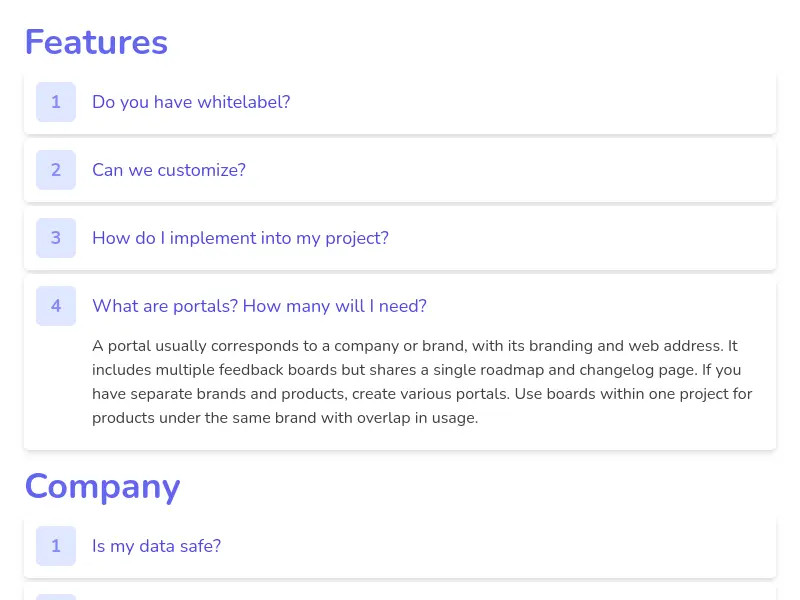 Features
1 Do you have whitelabel?
2 Can we customize?
3 How do I implement into my project?
4 What are portals? How many will I need?
A portal usually corresponds to a company or brand, with its branding and web address. It
includes multiple feedback boards but shares a single roadmap and changelog page. If you
have separate brands and products, create various portals. Use boards within one project for
products under the same brand with overlap in usage.
Company
1 Is my data safe?